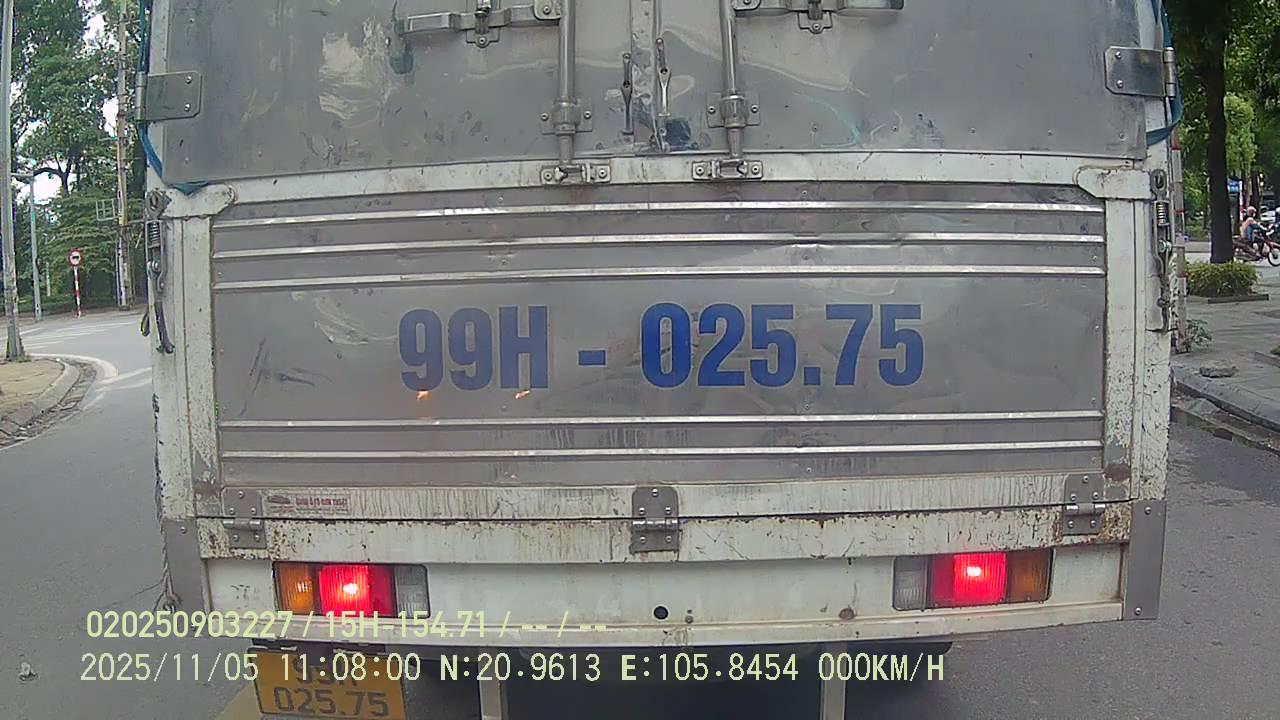 99H - 025.75
020250903227 / 15H-154.71 / -- / --
2025/11/05 11:08:00 N:20.9613 E:105.8454 000KM/H
99H
025.75